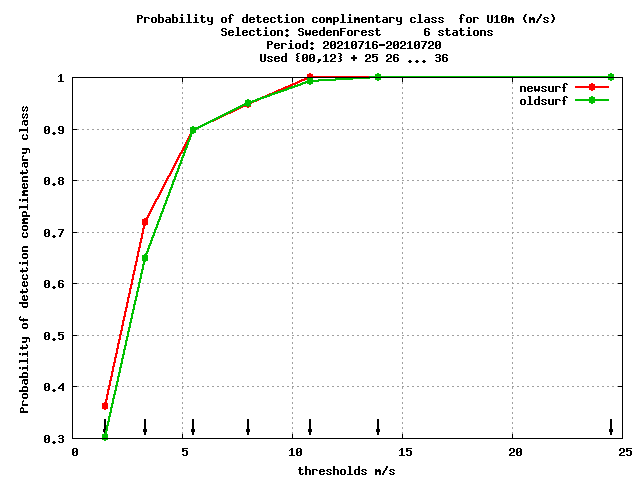 Probability of detection complimentary class  for U10m (m/s)
Selection: SwedenForest      6 stations
Period: 20210716-20210720
Used {00,12} + 25 26 ... 36
newsurf
oldsurf
Probability of detection complimentary class
1
0.9
0.8
0.7
0.6
0.5
0.4
0.3
0 5 10 15 20 25
thresholds m/s